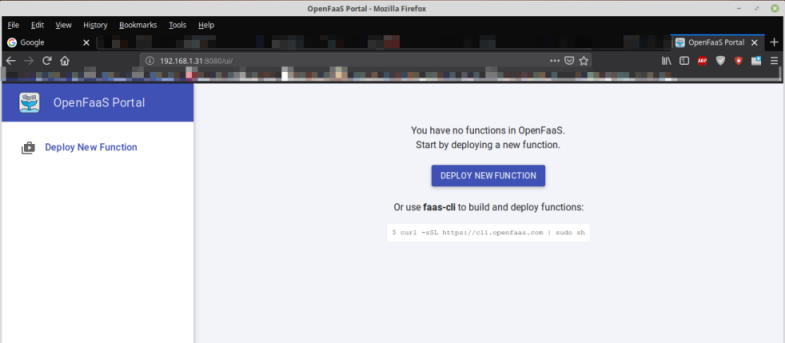 OpenFaaS Portal - Mozilla Firefox
File Edit View History Bookmarks Tools Help
Google
OpenFaaS Portal
192.168.1.31:8080/ui/
OpenFaaS Portal
Deploy New Function
You have no functions in OpenFaaS.
Start by deploying a new function.
DEPLOY NEW FUNCTION
Or use faas-cli to build and deploy functions:
$ curl -sSL https://cli.openfaas.com | sudo sh